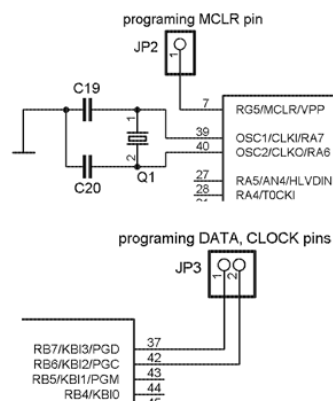 programing MCLR pin
JP2
1
C19
7 RG5/MCLR/VPP
1
39 OSC1/CLKI/RA7
40 OSC2/CLKO/RA6
2
C20 Q1
27 RA5/AN4/HLVDIN
28 RA4/T0CKI
programing DATA, CLOCK pins
JP3
1 2
37 RB7/KBI3/PGD
42 RB6/KBI2/PGC
43 RB5/KBI1/PGM
44 RB4/KBI0